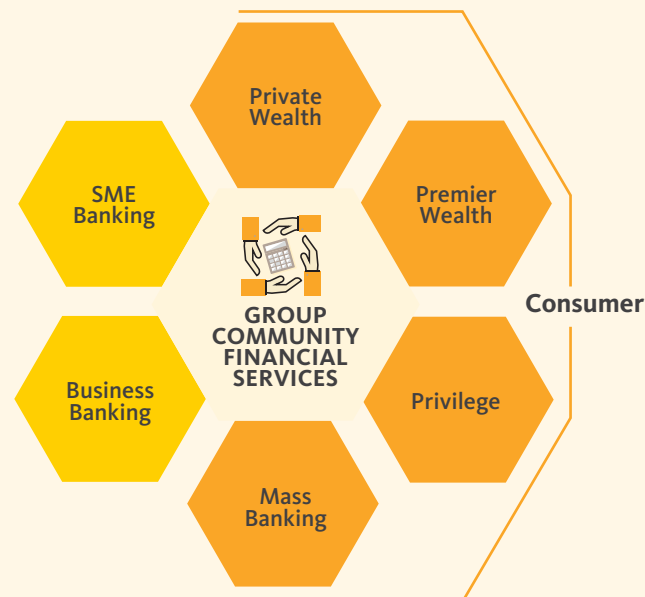 Private
Wealth
SME
Banking
Premier
Wealth
GROUP
COMMUNITY
FINANCIAL
SERVICES
Consumer
Business
Banking
Privilege
Mass
Banking